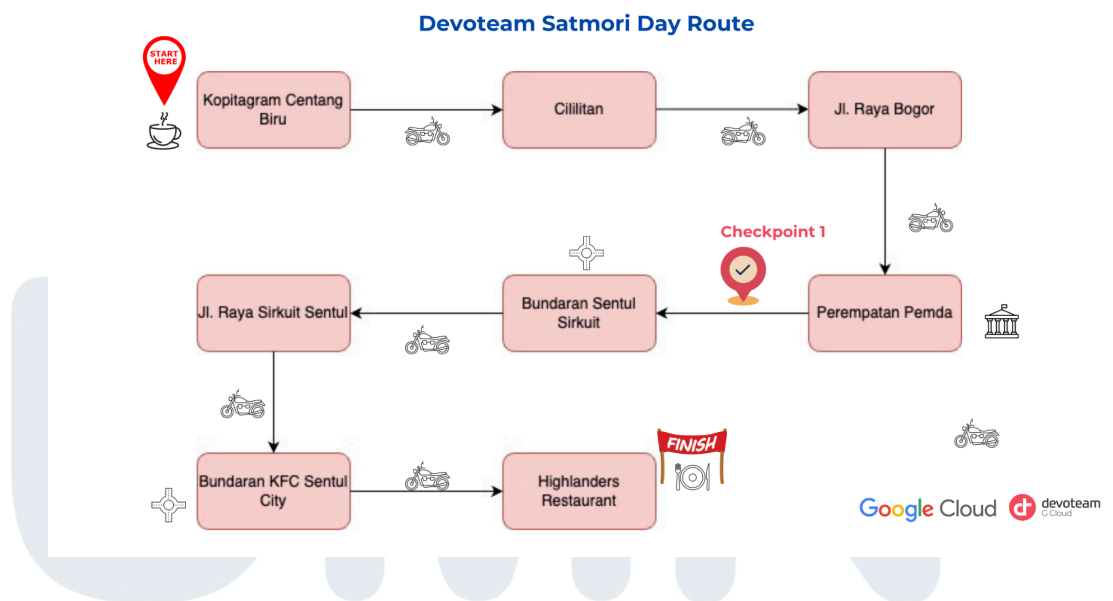 Devoteam Satmori Day Route
START
HERE
Kopitagram Centang
Biru
Cililitan
Jl. Raya Bogor
Checkpoint 1
Jl. Raya Sirkuit Sentul
Bundaran Sentul
Sirkuit
Perempatan Pemda
Bundaran KFC Sentul
City
Highlanders
Restaurant
FINISH
Google Cloud
devoteam
G Cloud